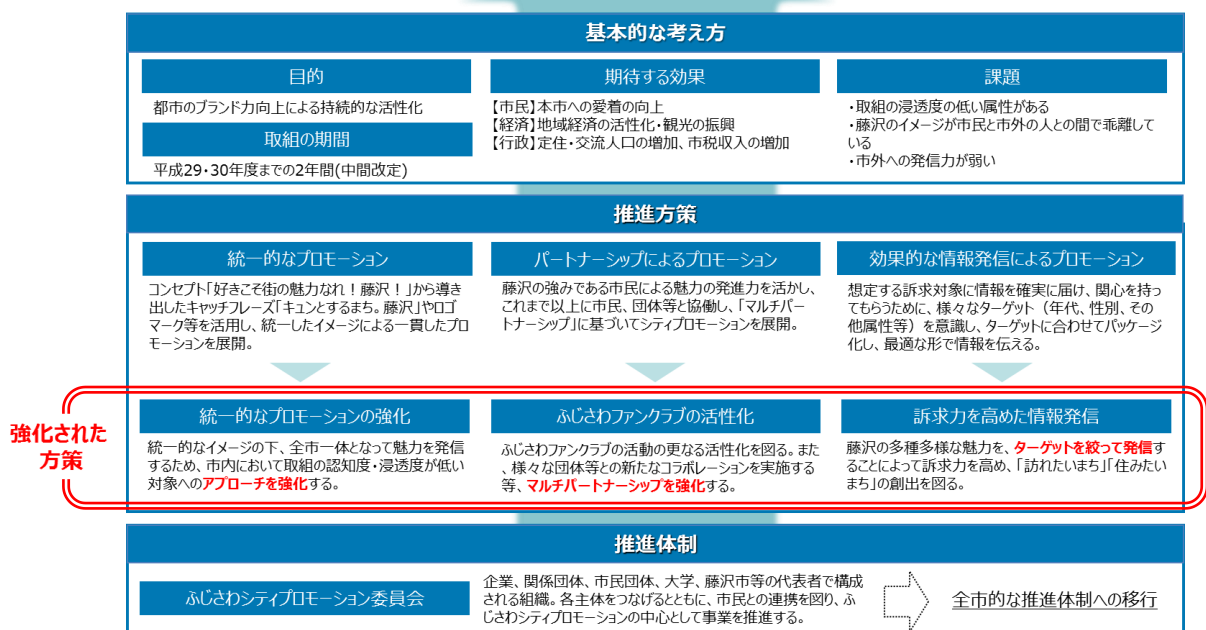 基本的な考え方
目的
都市のブランド力向上による持続的な活性化
取組の期間
平成29・30年度までの2年間(中間改定)
期待する効果
【市民】本市への愛着の向上
【経済】地域経済の活性化・観光の振興
【行政】定住・交流人口の増加、市税収入の増加
課題
・取組の浸透度の低い属性がある
・藤沢のイメージが市民と市外の人との間で乖離して
いる
・市外への発信力が弱い
推進方策
統一的なプロモーション
コンセプト「好きこそ街の魅力なれ！藤沢！」から導き
出したキャッチフレーズ「キュンとするまち。藤沢」やロゴ
マーク等を活用し、統一したイメージによる一貫したプロ
モーションを展開。
パートナーシップによるプロモーション
藤沢の強みである市民による魅力の発進力を活かし、
これまで以上に市民、団体等と協働し、「マルチパー
トナーシップ」に基づいてシティプロモーションを展開。
効果的な情報発信によるプロモーション
想定する訴求対象に情報を確実に届け、関心を持っ
てもらうために、様々なターゲット（年代、性別、その
他属性等）を意識し、ターゲットに合わせてパッケージ
化し、最適な形で情報を伝える。
強化された
方策
統一的なプロモーションの強化
統一的なイメージの下、全市一体となって魅力を発信
するため、市内において取組の認知度・浸透度が低い
対象へのアプローチを強化する。
ふじさわファンクラブの活性化
ふじさわファンクラブの活動の更なる活性化を図る。また
、様々な団体等との新たなコラボレーションを実施する
等、マルチパートナーシップを強化する。
訴求力を高めた情報発信
藤沢の多種多様な魅力を、ターゲットを絞って発信す
ることによって訴求力を高め、「訪れたいまち」「住みたい
まち」の創出を図る。
推進体制
ふじさわシティプロモーション委員会
企業、関係団体、市民団体、大学、藤沢市等の代表者で構成
される組織。各主体をつなげるとともに、市民との連携を図り、ふ
じさわシティプロモーションの中心として事業を推進する。
全市的な推進体制への移行